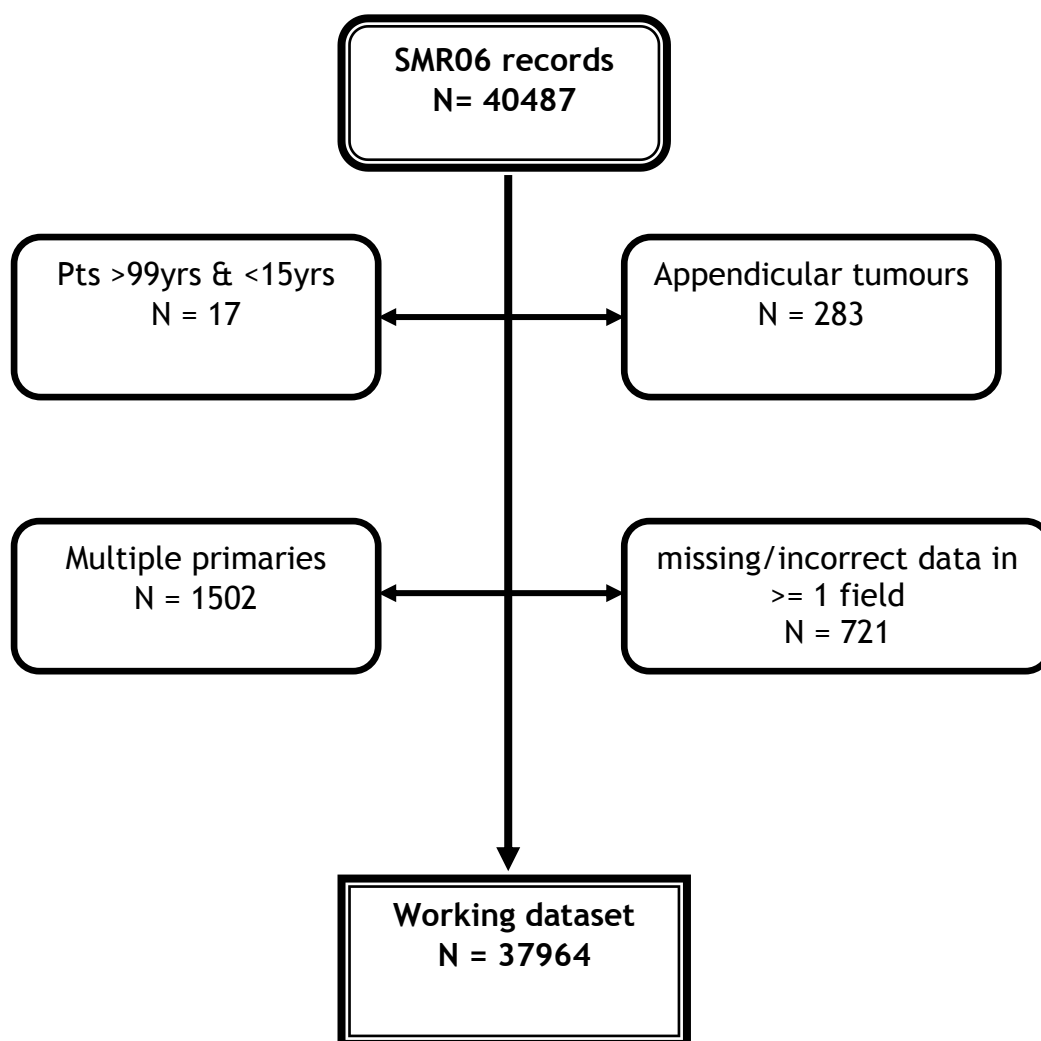 SMR06 records
N= 40487
Pts >99yrs & <15yrs
N = 17
Appendicular tumours
N = 283
Multiple primaries
N = 1502
missing/incorrect data in
>= 1 field
N = 721
Working dataset
N = 37964